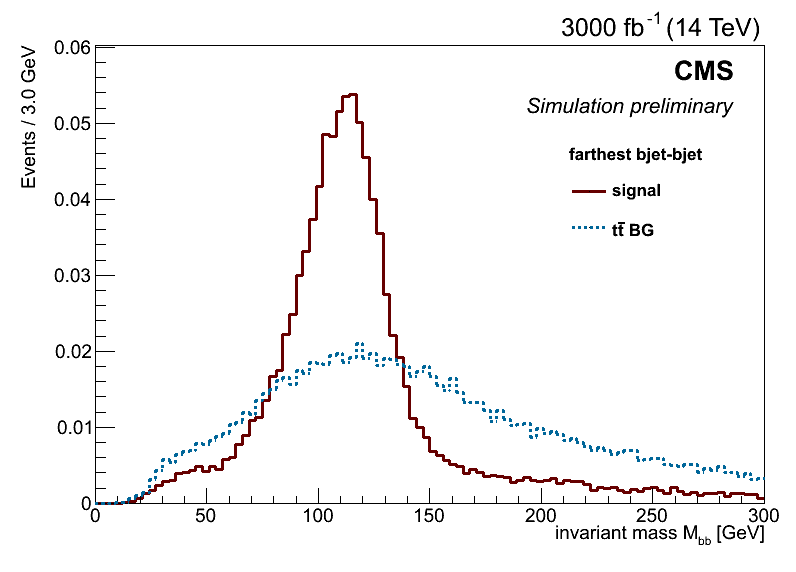 3000 fb⁻¹ (14 TeV)
CMS
Simulation preliminary
farthest bjet-bjet
signal
tt̄ BG
Events / 3.0 GeV
0.06
0.05
0.04
0.03
0.02
0.01
0
0 50 100 150 200 250 300
invariant mass M_bb [GeV]